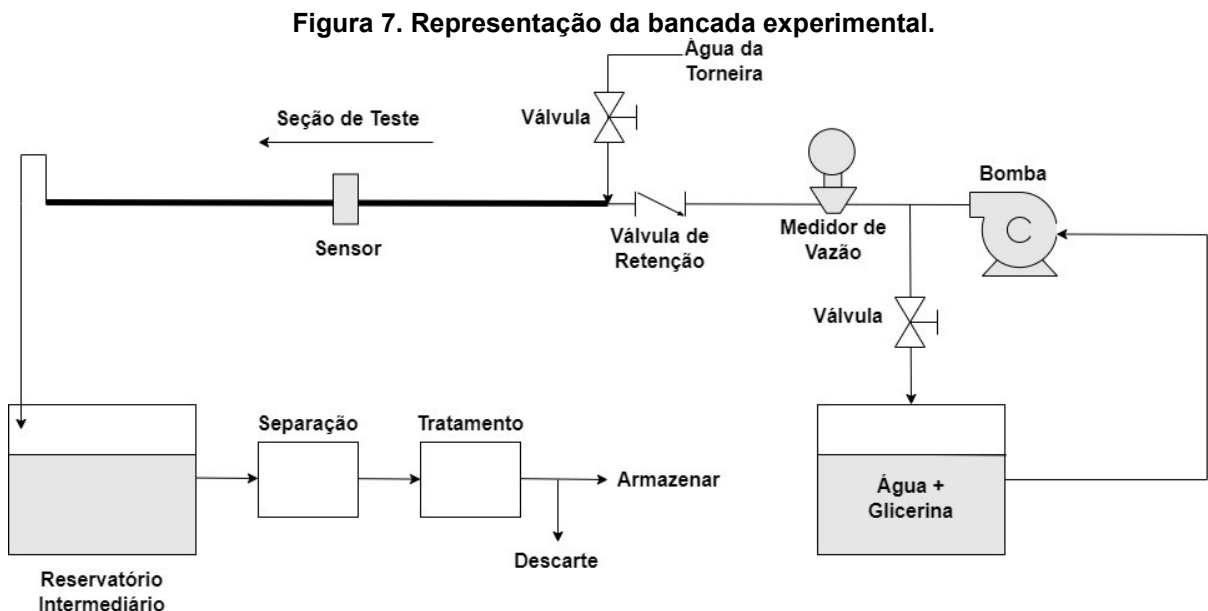 Figura 7. Representação da bancada experimental.
Água da
Torneira
Válvula
Seção de Teste
Bomba
Sensor
Válvula de
Retenção
Medidor de
Vazão
C
Válvula
Separação
Tratamento
Armazenar
Água +
Glicerina
Descarte
Reservatório
Intermediário